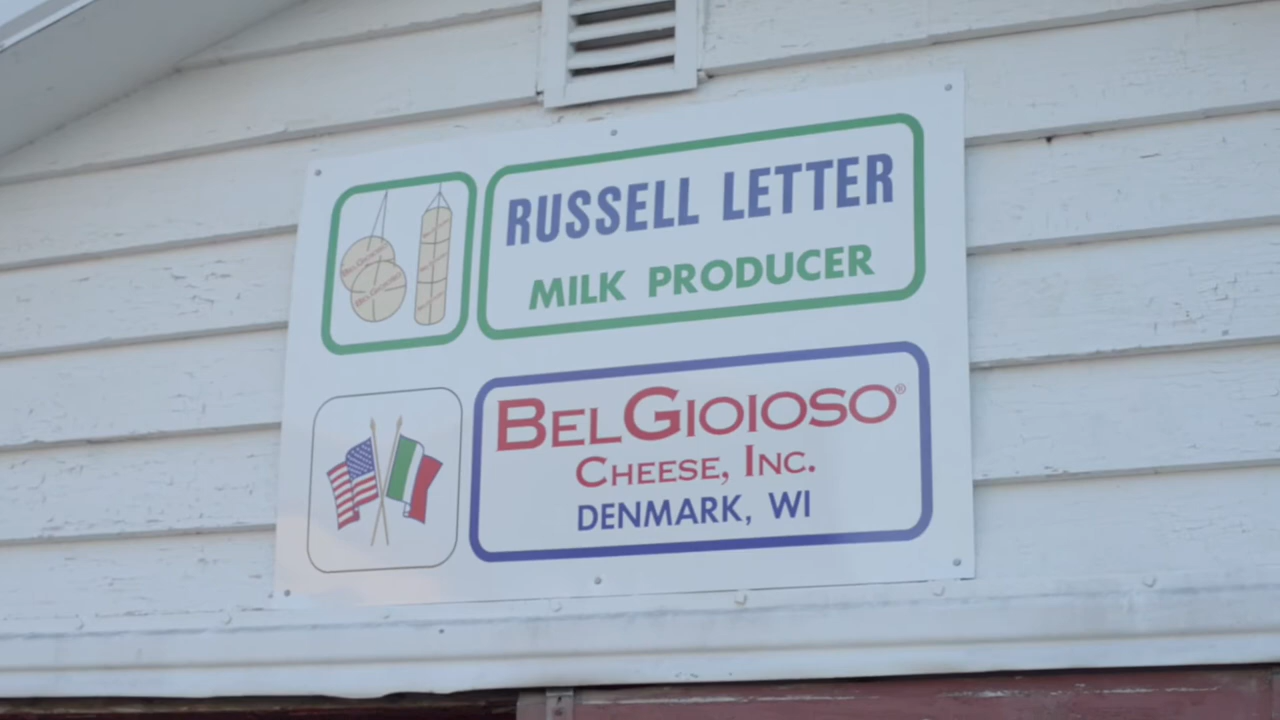 RUSSELL LETTER
MILK PRODUCER
BELGIOIOSO®
CHEESE, INC.
DENMARK, WI